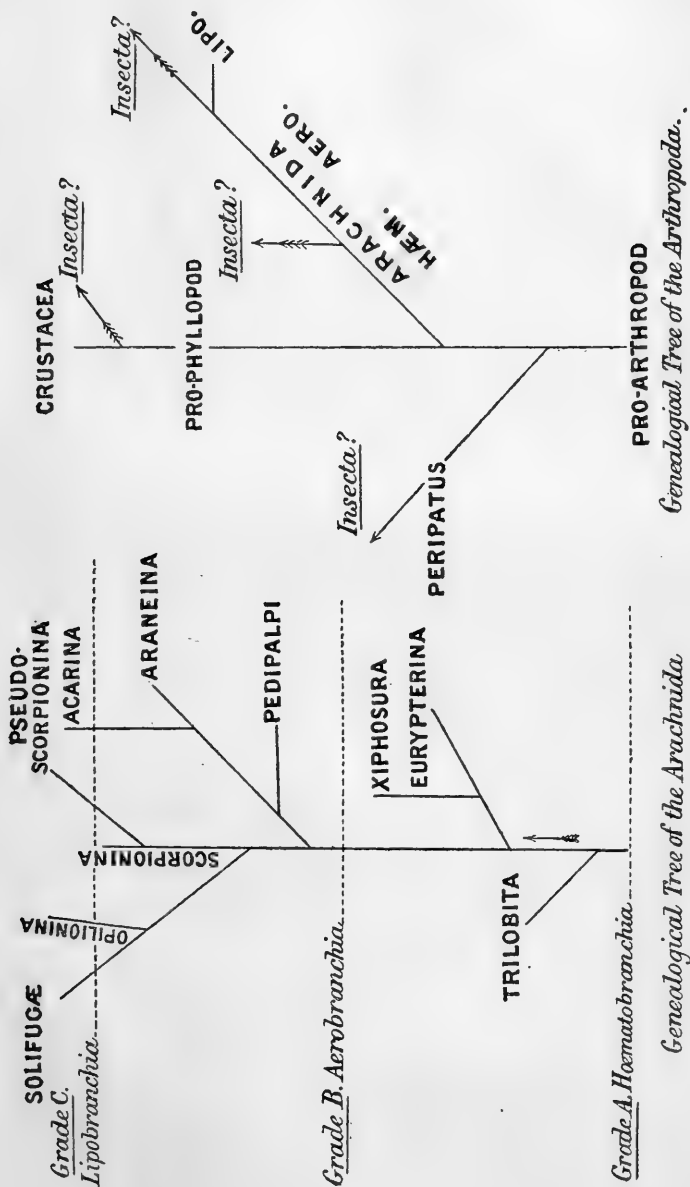 SOLIFUGÆ
Grade C.
Lipobranchia
OPILIONINA
SCORPIONINA
PSEUDO-
SCORPIONINA
ACARINA
ARANEINA
PEDIPALPI
Grade B. Aerobranchia
XIPHOSURA
EURYPTERINA
TRILOBITA
Grade A. Hæmatobranchia
Genealogical Tree of the Arachnida
CRUSTACEA
Insecta?
Insecta?
LIPO.
PRO-PHYLLOPOD
Insecta?
ARACHNIDA
HÆM. AERO.
Insecta?
PERIPATUS
PRO-ARTHROPOD
Genealogical Tree of the Arthropoda..